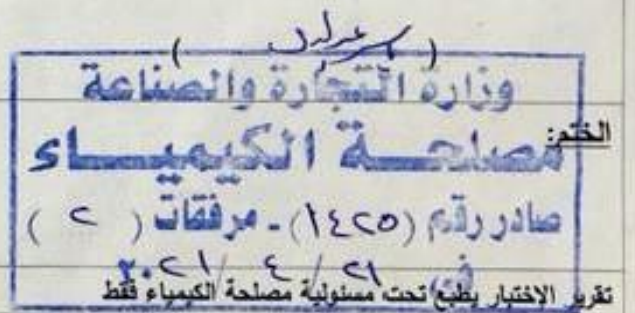 وزارة التجارة والصناعة
الختم:
مصلحة الكيمياء
صادر رقم (١٤٢٥) - مرفقات (٢)
في ٢١ / ٤ / ٢٠٢١
تقرير الإختبار يطبع تحت مسئولية مصلحة الكيمياء فقط